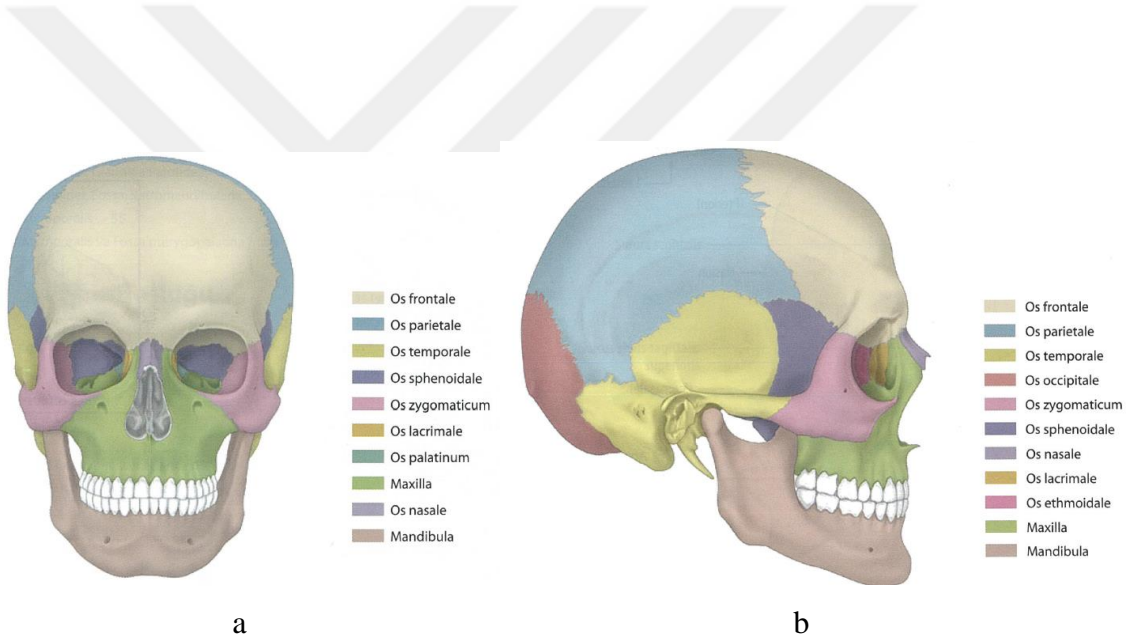 Os frontale
Os parietale
Os temporale
Os sphenoidale
Os zygomaticum
Os lacrimale
Os palatinum
Maxilla
Os nasale
Mandibula
Os frontale
Os parietale
Os temporale
Os occipitale
Os zygomaticum
Os sphenoidale
Os nasale
Os lacrimale
Os ethmoidale
Maxilla
Mandibula
a
b